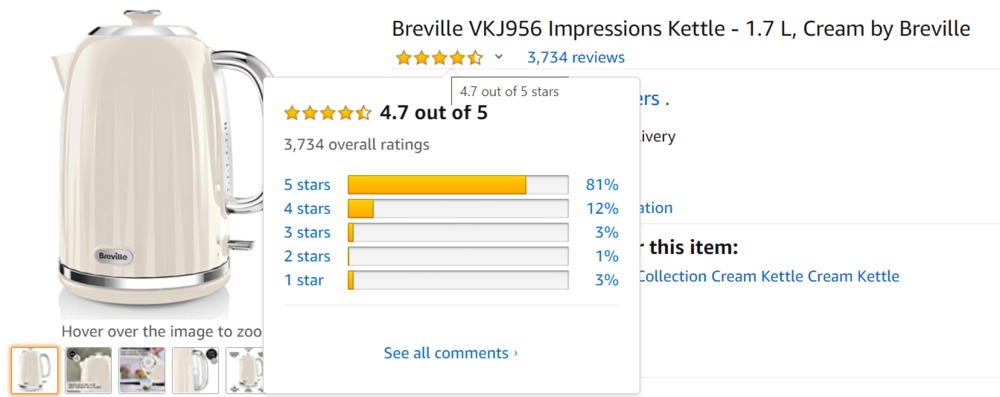 Breville VKJ956 Impressions Kettle - 1.7 L, Cream by Breville
3,734 reviews
4.7 out of 5 stars
4.7 out of 5
3,734 overall ratings
5 stars 81%
4 stars 12%
3 stars 3%
2 stars 1%
1 star 3%
See all comments ›
ers .
ivery
ation
r this item:
Collection Cream Kettle Cream Kettle
Breville
Hover over the image to zoo